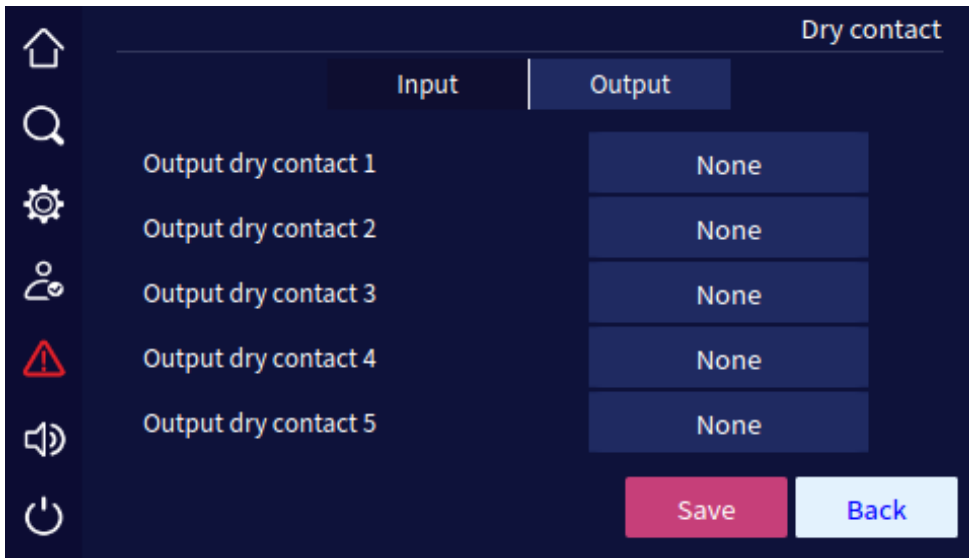 Dry contact
Input Output
Output dry contact 1 None
Output dry contact 2 None
Output dry contact 3 None
Output dry contact 4 None
Output dry contact 5 None
Save Back